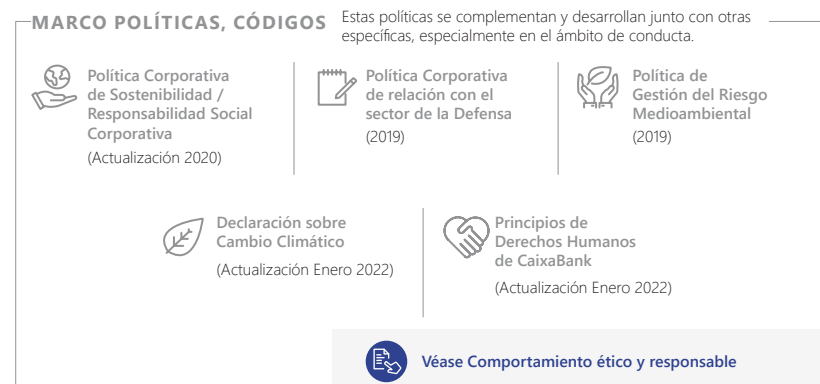 MARCO POLÍTICAS, CÓDIGOS
Estas políticas se complementan y desarrollan junto con otras
específicas, especialmente en el ámbito de conducta.
Política Corporativa
de Sostenibilidad /
Responsabilidad Social
Corporativa
(Actualización 2020)
Política Corporativa
de relación con el
sector de la Defensa
(2019)
Política de
Gestión del Riesgo
Medioambiental
(2019)
Declaración sobre
Cambio Climático
(Actualización Enero 2022)
Principios de
Derechos Humanos
de CaixaBank
(Actualización Enero 2022)
Véase Comportamiento ético y responsable